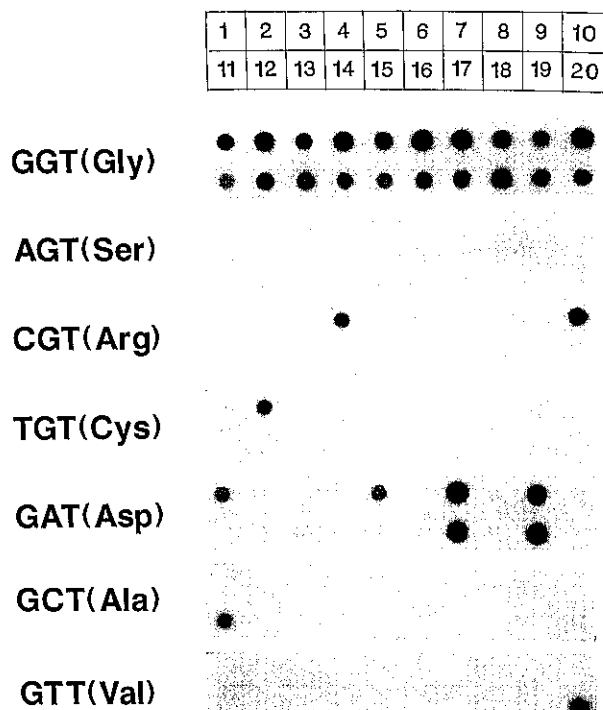 1 2 3 4 5 6 7 8 9 10
11 12 13 14 15 16 17 18 19 20
GGT(Gly)
AGT(Ser)
CGT(Arg)
TGT(Cys)
GAT(Asp)
GCT(Ala)
GTT(Val)